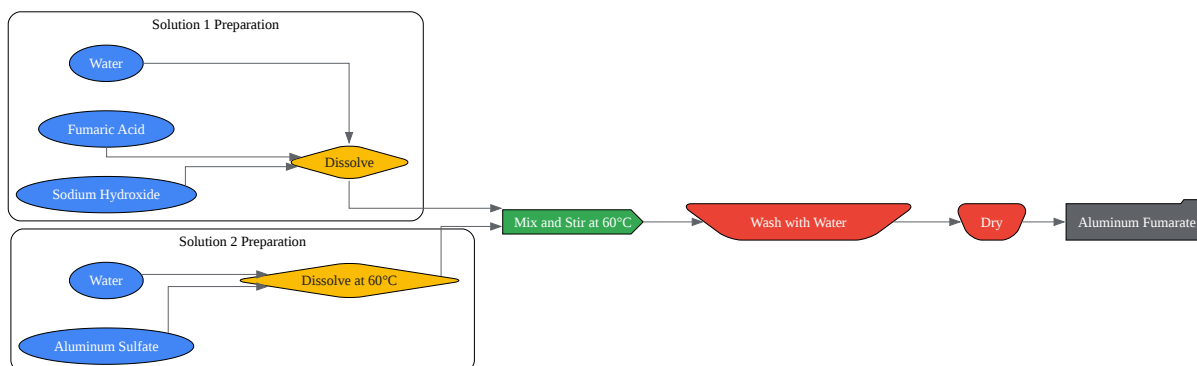 Solution 1 Preparation
Water
Fumaric Acid
Dissolve
Sodium Hydroxide
Mix and Stir at 60°C
Wash with Water
Dry
Aluminum Fumarate
Solution 2 Preparation
Water
Dissolve at 60°C
Aluminum Sulfate